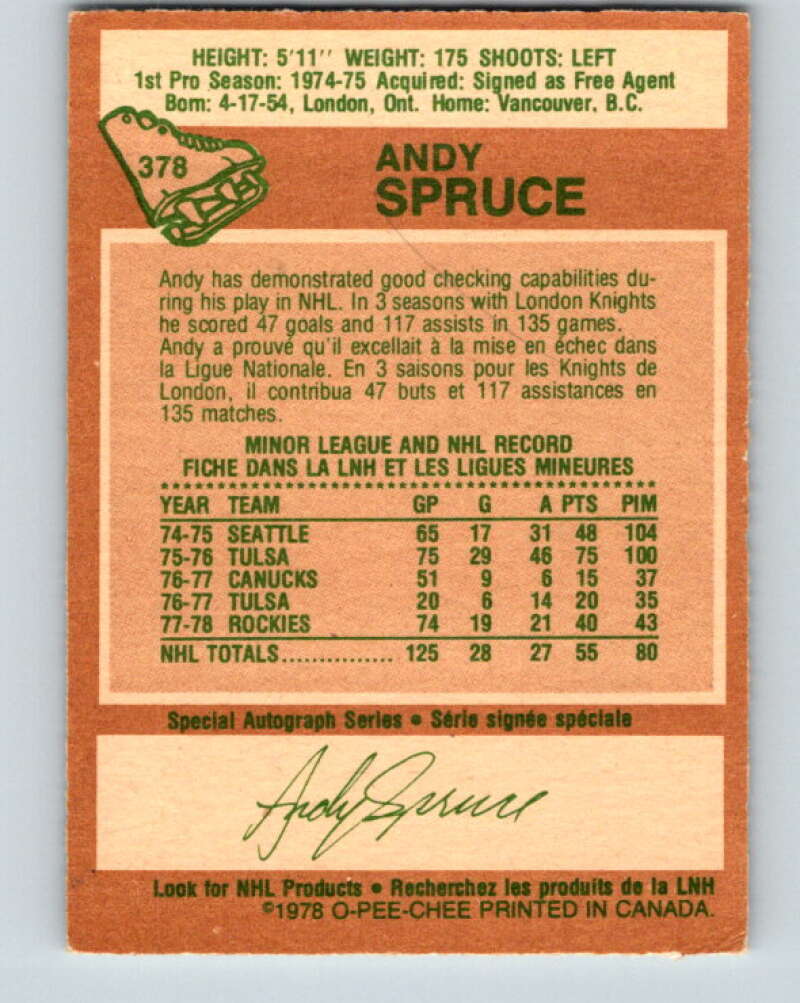 HEIGHT: 5'11'' WEIGHT: 175 SHOOTS: LEFT
1st Pro Season: 1974-75 Acquired: Signed as Free Agent
Born: 4-17-54, London, Ont. Home: Vancouver, B.C.
378
ANDY
SPRUCE
Andy has demonstrated good checking capabilities du-
ring his play in NHL. In 3 seasons with London Knights
he scored 47 goals and 117 assists in 135 games.
Andy a prouvé qu'il excellait à la mise en échec dans
la Ligue Nationale. En 3 saisons pour les Knights de
London, il contribua 47 buts et 117 assistances en
135 matches.
MINOR LEAGUE AND NHL RECORD
FICHE DANS LA LNH ET LES LIGUES MINEURES
YEAR TEAM GP G A PTS PIM
74-75 SEATTLE 65 17 31 48 104
75-76 TULSA 75 29 46 75 100
76-77 CANUCKS 51 9 6 15 37
76-77 TULSA 20 6 14 20 35
77-78 ROCKIES 74 19 21 40 43
NHL TOTALS............... 125 28 27 55 80
Special Autograph Series • Série signée spéciale
Andy Spruce
Look for NHL Products • Recherchez les produits de la LNH
©1978 O-PEE-CHEE PRINTED IN CANADA.